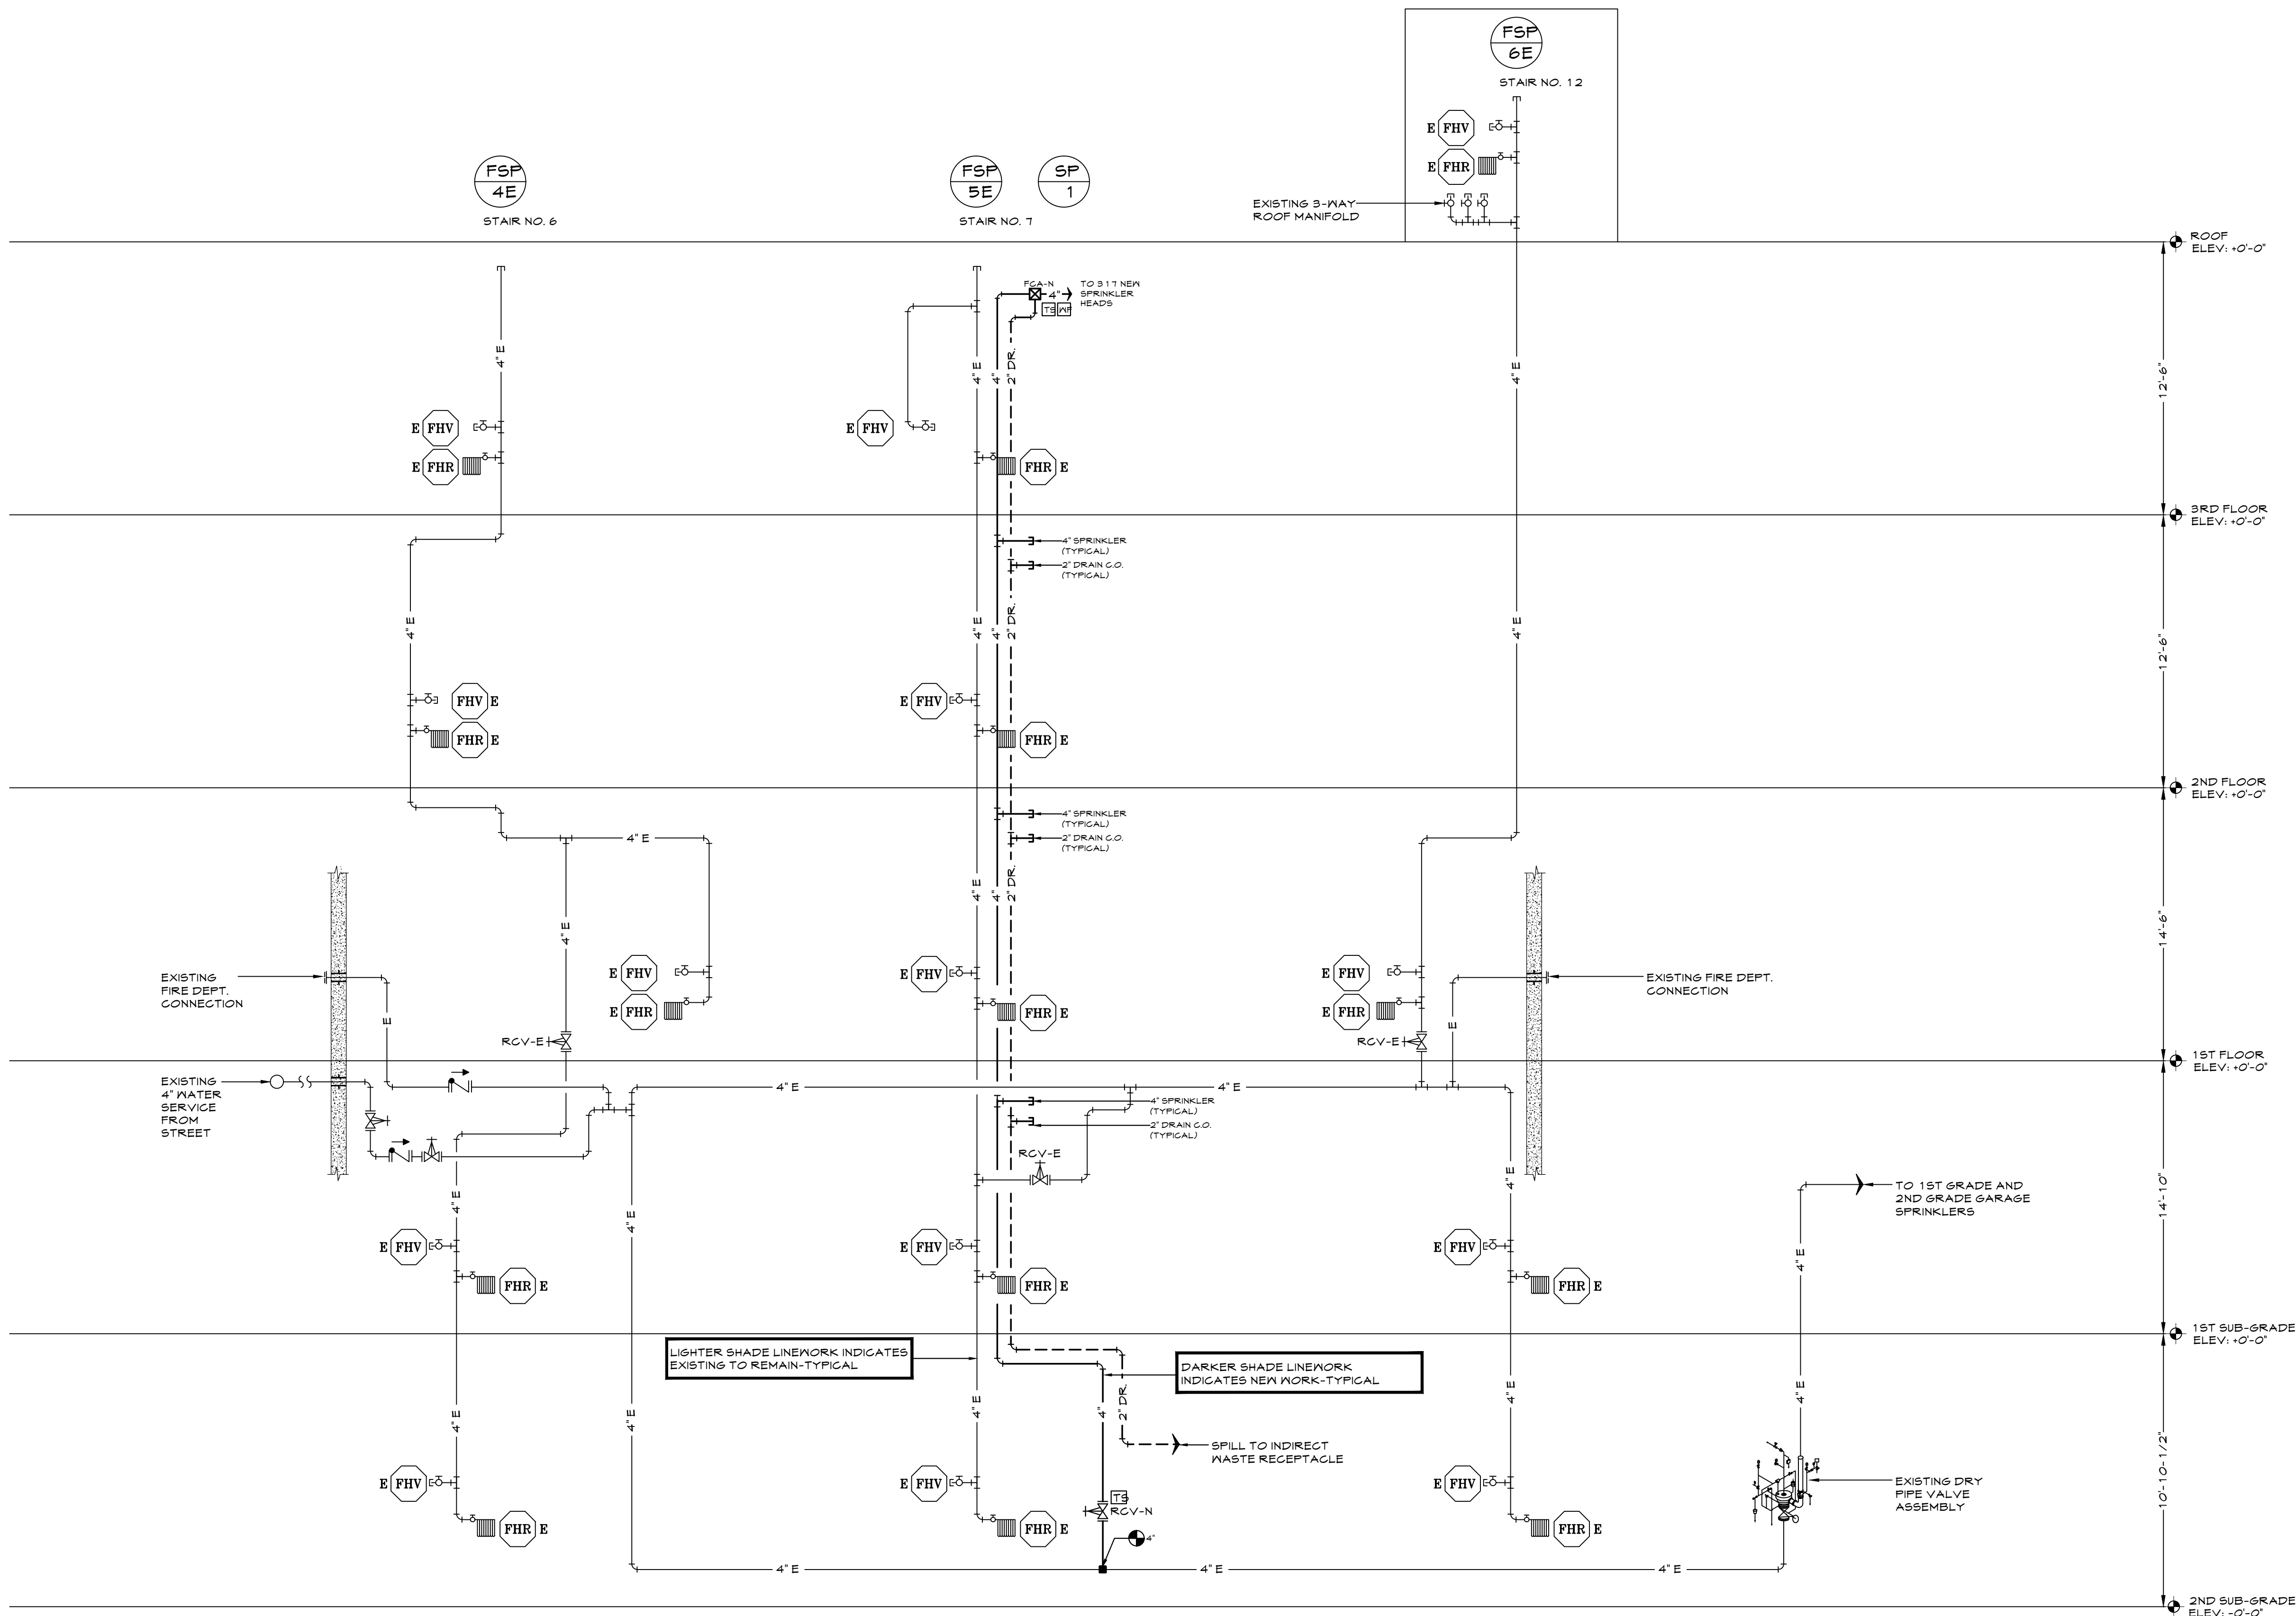 FSP
6E
STAIR NO. 12
E FHV
E FHR
EXISTING 3-WAY
ROOF MANIFOLD
FSP
4E
STAIR NO. 6
FSP
5E
STAIR NO. 7
SP
1
ROOF
ELEV: +0'-0"
FCA-N
4"
TO 317 NEW
SPRINKLER
HEADS
TS WF
4" E
4" E
4"
2" DR.
4" E
12'-6"
E FHV
E FHR
E FHV
FHR E
3RD FLOOR
ELEV: +0'-0"
4" SPRINKLER
(TYPICAL)
2" DRAIN C.O.
(TYPICAL)
4" E
4" E
4"
2" DR.
4" E
12'-6"
FHV E
FHR E
E FHV
FHR E
2ND FLOOR
ELEV: +0'-0"
4" SPRINKLER
(TYPICAL)
2" DRAIN C.O.
(TYPICAL)
4" E
4" E
4" E
4"
2" DR.
14'-6"
EXISTING
FIRE DEPT.
CONNECTION
E
E FHV
E FHR
E FHV
FHR E
E FHV
E FHR
E
EXISTING FIRE DEPT.
CONNECTION
RCV-E
RCV-E
1ST FLOOR
ELEV: +0'-0"
EXISTING
4" WATER
SERVICE
FROM
STREET
4" E
4" E
4" SPRINKLER
(TYPICAL)
2" DRAIN C.O.
(TYPICAL)
RCV-E
4" E
4" E
4" E
4" E
14'-10"
TO 1ST GRADE AND
2ND GRADE GARAGE
SPRINKLERS
E FHV
FHR E
E FHV
FHR E
E FHV
FHR E
1ST SUB-GRADE
ELEV: +0'-0"
LIGHTER SHADE LINEWORK INDICATES
EXISTING TO REMAIN-TYPICAL
DARKER SHADE LINEWORK
INDICATES NEW WORK-TYPICAL
4" E
4" E
4" E
4"
2" DR.
4" E
4" E
10'-10-1/2"
SPILL TO INDIRECT
WASTE RECEPTACLE
E FHV
FHR E
E FHV
FHR E
TS
RCV-N
4"
E FHV
FHR E
EXISTING DRY
PIPE VALVE
ASSEMBLY
4" E
4" E
4" E
2ND SUB-GRADE
ELEV: -0'-0"